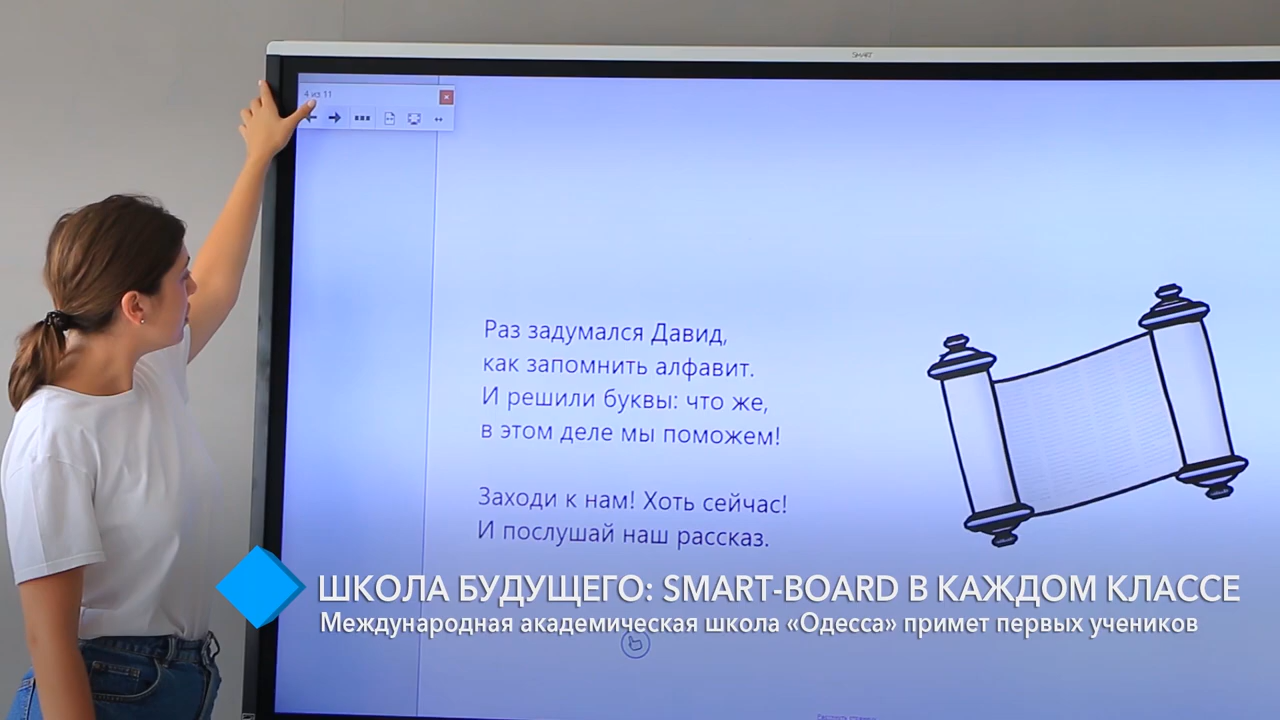 SMART
4 из 11
Раз задумался Давид,
как запомнить алфавит.
И решили буквы: что же,
в этом деле мы поможем!
Заходи к нам! Хоть сейчас!
И послушай наш рассказ.
ШКОЛА БУДУЩЕГО: SMART-BOARD В КАЖДОМ КЛАССЕ
Международная академическая школа «Одесса» примет первых учеников